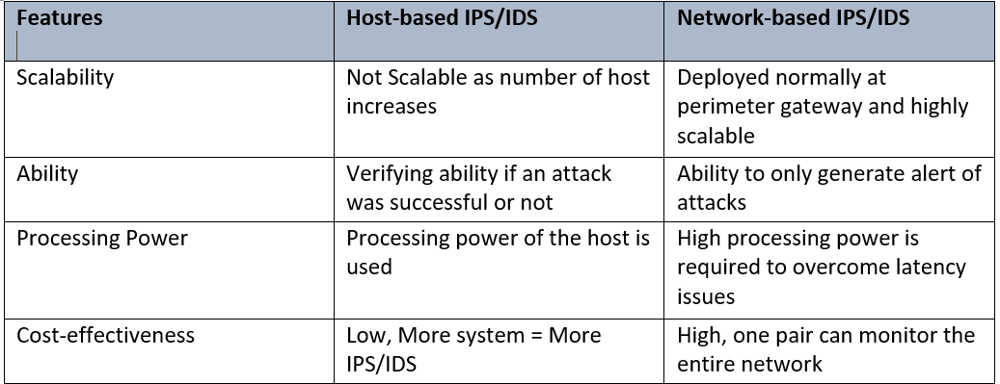 Features
Host-based IPS/IDS
Network-based IPS/IDS
Scalability
Not Scalable as number of host
increases
Deployed normally at
perimeter gateway and highly
scalable
Ability
Verifying ability if an attack
was successful or not
Ability to only generate alert of
attacks
Processing Power
Processing power of the host is
used
High processing power is
required to overcome latency
issues
Cost-effectiveness
Low, More system = More
IPS/IDS
High, one pair can monitor the
entire network